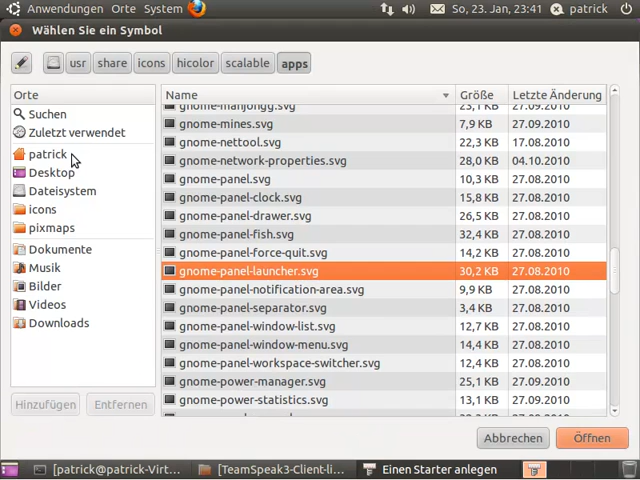 Anwendungen Orte System So, 23. Jan, 23:41 patrick
Wählen Sie ein Symbol
usr share icons hicolor scalable apps
Orte
Suchen
Zuletzt verwendet
patrick
Desktop
Dateisystem
icons
pixmaps
Dokumente
Musik
Bilder
Videos
Downloads
Hinzufügen Entfernen
Name Größe Letzte Änderung
gnome-mahjongg.svg 23,1 KB 27.09.2010
gnome-mines.svg 7,9 KB 27.09.2010
gnome-nettool.svg 22,3 KB 17.08.2010
gnome-network-properties.svg 28,0 KB 04.10.2010
gnome-panel.svg 10,3 KB 27.08.2010
gnome-panel-clock.svg 15,8 KB 27.08.2010
gnome-panel-drawer.svg 26,5 KB 27.08.2010
gnome-panel-fish.svg 32,4 KB 27.08.2010
gnome-panel-force-quit.svg 14,2 KB 27.08.2010
gnome-panel-launcher.svg 30,2 KB 27.08.2010
gnome-panel-notification-area.svg 9,9 KB 27.08.2010
gnome-panel-separator.svg 3,4 KB 27.08.2010
gnome-panel-window-list.svg 12,7 KB 27.08.2010
gnome-panel-window-menu.svg 14,4 KB 27.08.2010
gnome-panel-workspace-switcher.svg 12,4 KB 27.08.2010
gnome-power-manager.svg 25,1 KB 27.09.2010
gnome-power-statistics.svg 13,1 KB 27.09.2010
Abbrechen Öffnen
[patrick@patrick-Virt... [TeamSpeak3-Client-li... Einen Starter anlegen